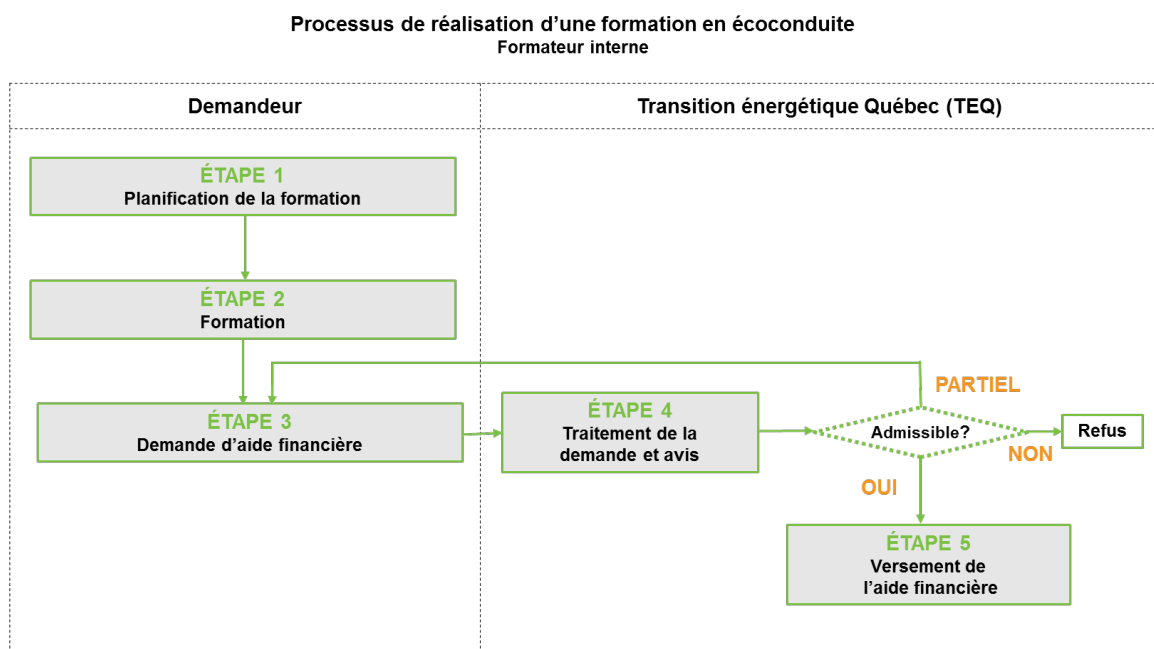 Processus de réalisation d’une formation en écoconduite
Formateur interne
Demandeur
Transition énergétique Québec (TEQ)
ÉTAPE 1
Planification de la formation
ÉTAPE 2
Formation
ÉTAPE 3
Demande d’aide financière
ÉTAPE 4
Traitement de la
demande et avis
Admissible?
PARTIEL
NON
Refus
OUI
ÉTAPE 5
Versement de
l’aide financière